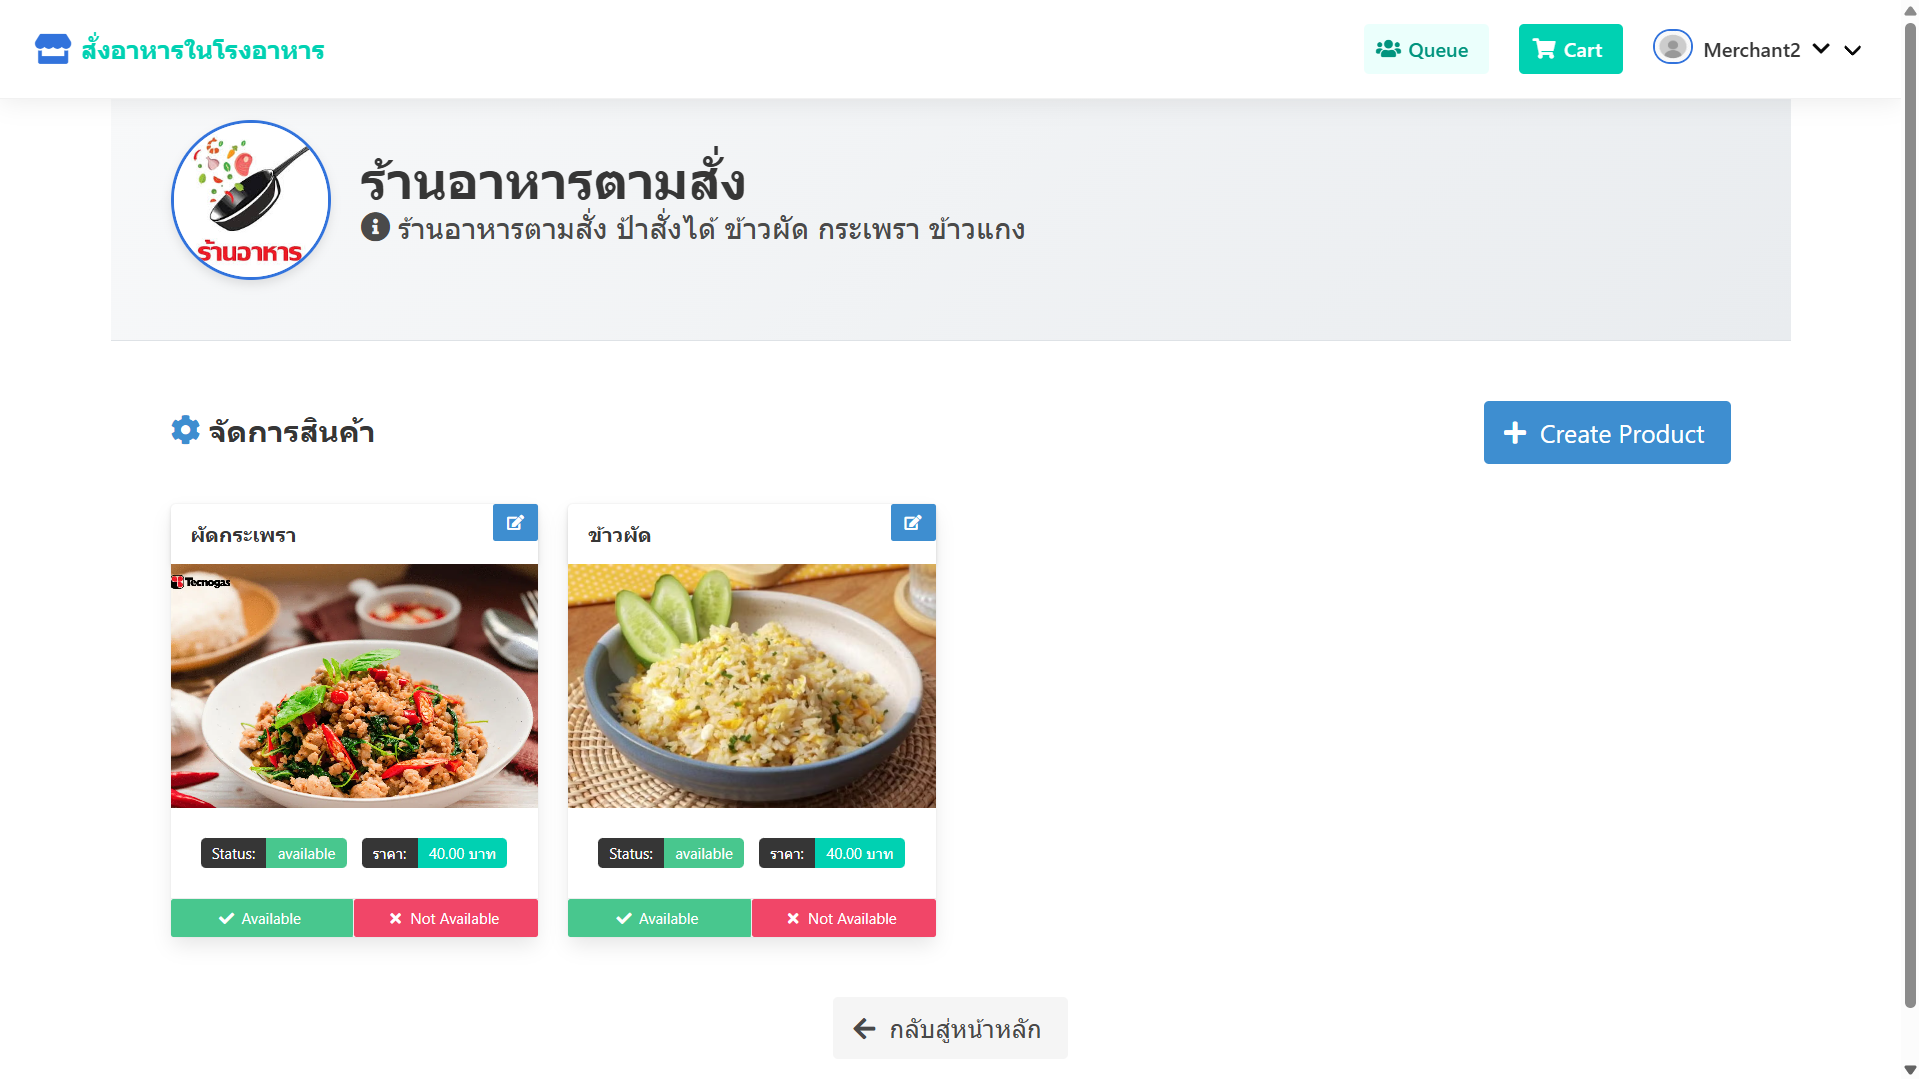 สั่งอาหารในโรงอาหาร
Queue
Cart
Merchant2
ร้านอาหาร
ร้านอาหารตามสั่ง
ร้านอาหารตามสั่ง ป้าสั่งได้ ข้าวผัด กระเพรา ข้าวแกง
จัดการสินค้า
Create Product
ผัดกระเพรา
ข้าวผัด
Tecnogas
Status: available ราคา: 40.00 บาท
Status: available ราคา: 40.00 บาท
Available Not Available
Available Not Available
กลับสู่หน้าหลัก